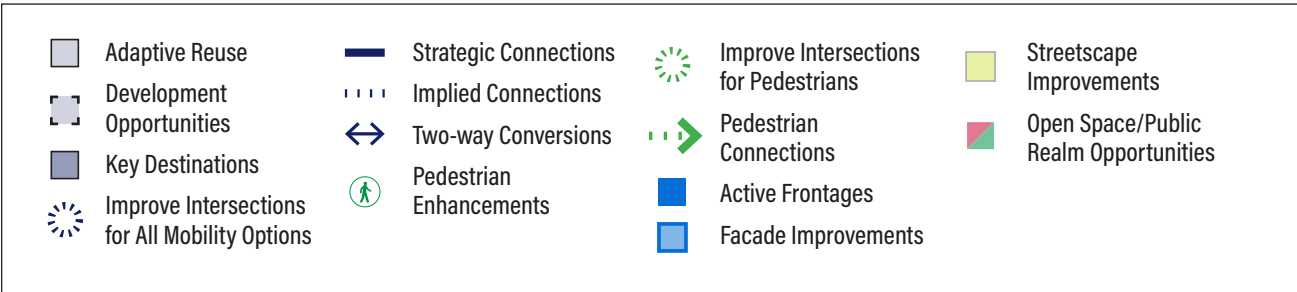 Adaptive Reuse
Development
Opportunities
Key Destinations
Improve Intersections
for All Mobility Options
Strategic Connections
Implied Connections
Two-way Conversions
Pedestrian
Enhancements
Improve Intersections
for Pedestrians
Pedestrian
Connections
Active Frontages
Facade Improvements
Streetscape
Improvements
Open Space/Public
Realm Opportunities